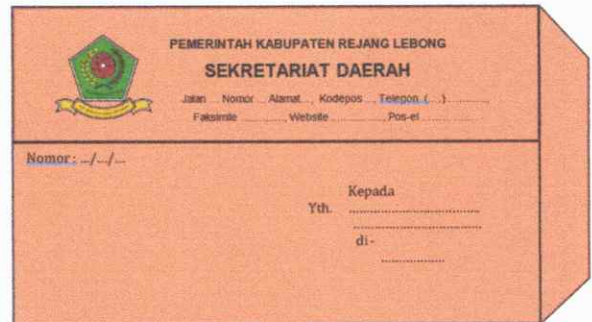 PEMERINTAH KABUPATEN REJANG LEBONG
SEKRETARIAT DAERAH
Jalan ... Nomor ... Alamat..., Kodepos ... Telepon (....) ............,
Faksimile ............, Website ............, Pos-el ............
Nomor: .../.../...
Kepada
Yth. ..................................
..................................
di-
.................